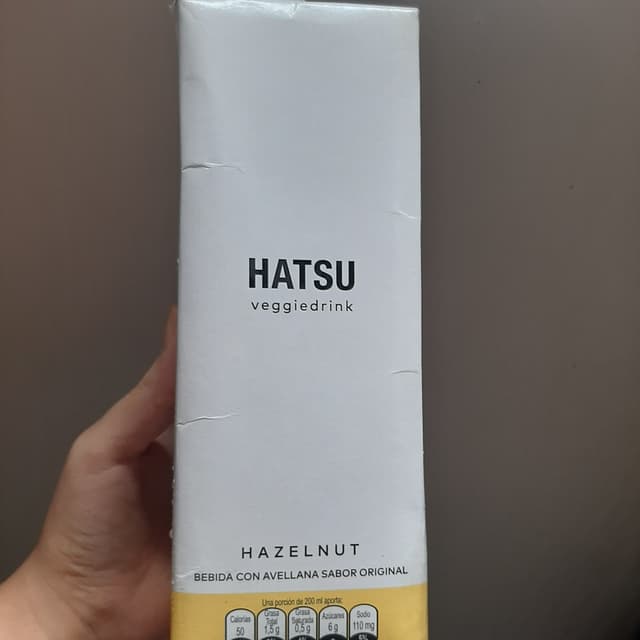 HATSU
veggiedrink
HAZELNUT
BEBIDA CON AVELLANA SABOR ORIGINAL
Una porción de 200 ml aporta:
Calorías Grasa Total Grasa Saturada Azúcares Sodio
50 1,5 g 0,5 g 6 g 110 mg